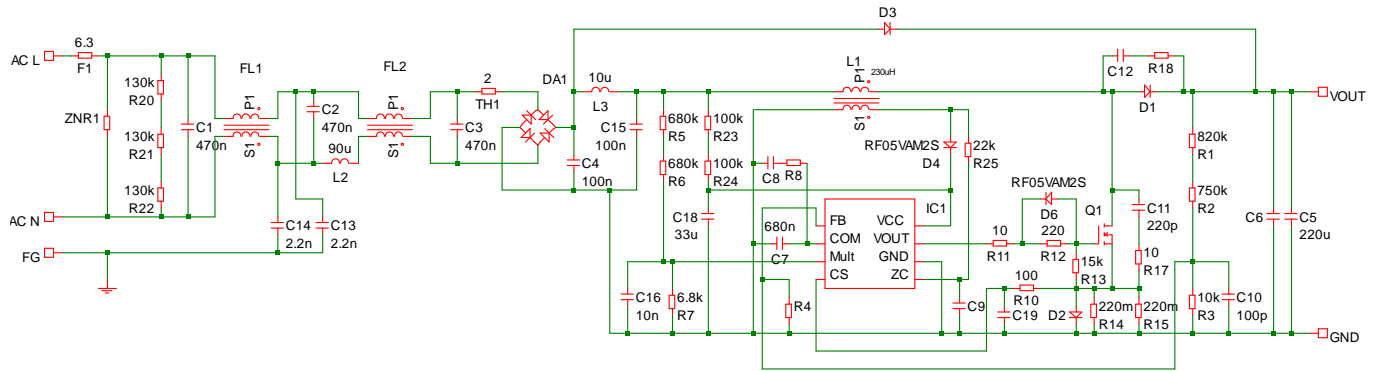 D3
AC L
6.3
F1
130k
R20
ZNR1
130k
R21
130k
R22
C1
470n
FL1
P1
S1
C2
470n
90u
L2
FL2
P1
S1
C3
470n
2
TH1
DA1
10u
L3
C15
100n
C4
100n
AC N
FG
C14
2.2n
C13
2.2n
680k
R5
680k
R6
100k
R23
100k
R24
C18
33u
L1
230uH
P1
S1
RF05VAM2S
D4
22k
R25
C8
R8
680n
C7
C16
10n
6.8k
R7
R4
IC1
FB
COM
Mult
CS
VCC
VOUT
GND
ZC
C9
10
R11
RF05VAM2S
D6
220
R12
Q1
15k
R13
100
R10
C19
D2
220m
R14
220m
R15
C11
220p
10
R17
C12
R18
D1
820k
R1
750k
R2
10k
R3
C10
100p
C6
C5
220u
VOUT
GND